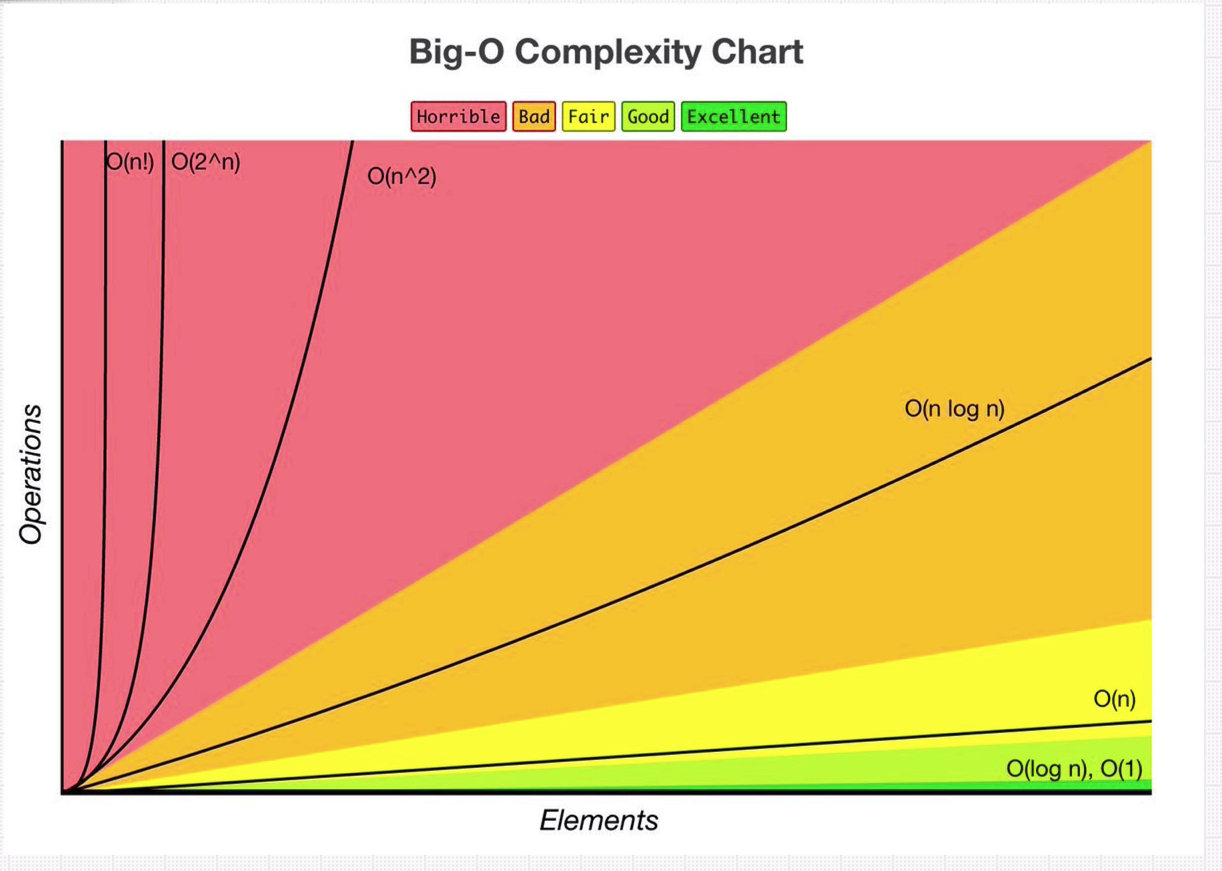 Big-O Complexity Chart
Horrible Bad Fair Good Excellent
O(n!) O(2^n)
O(n^2)
O(n log n)
Operations
O(n)
O(log n), O(1)
Elements